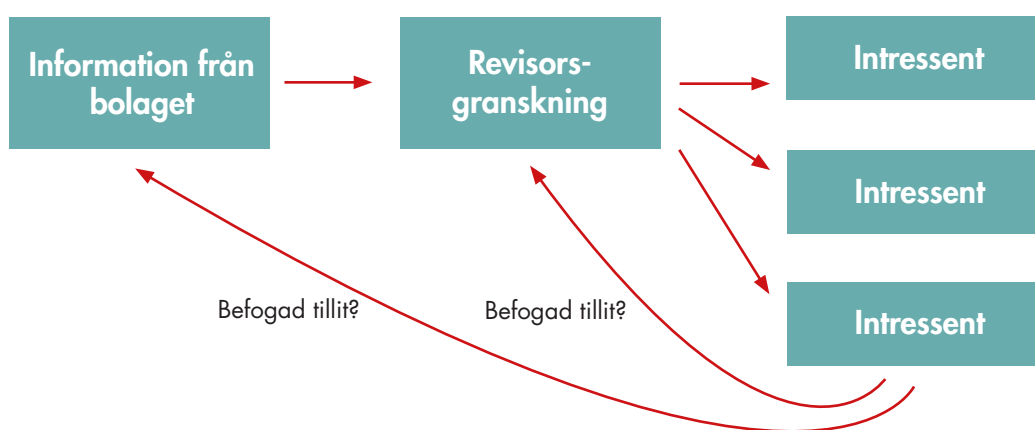 Information från
bolaget
Revisors-
granskning
Intressent
Intressent
Intressent
Befogad tillit?
Befogad tillit?